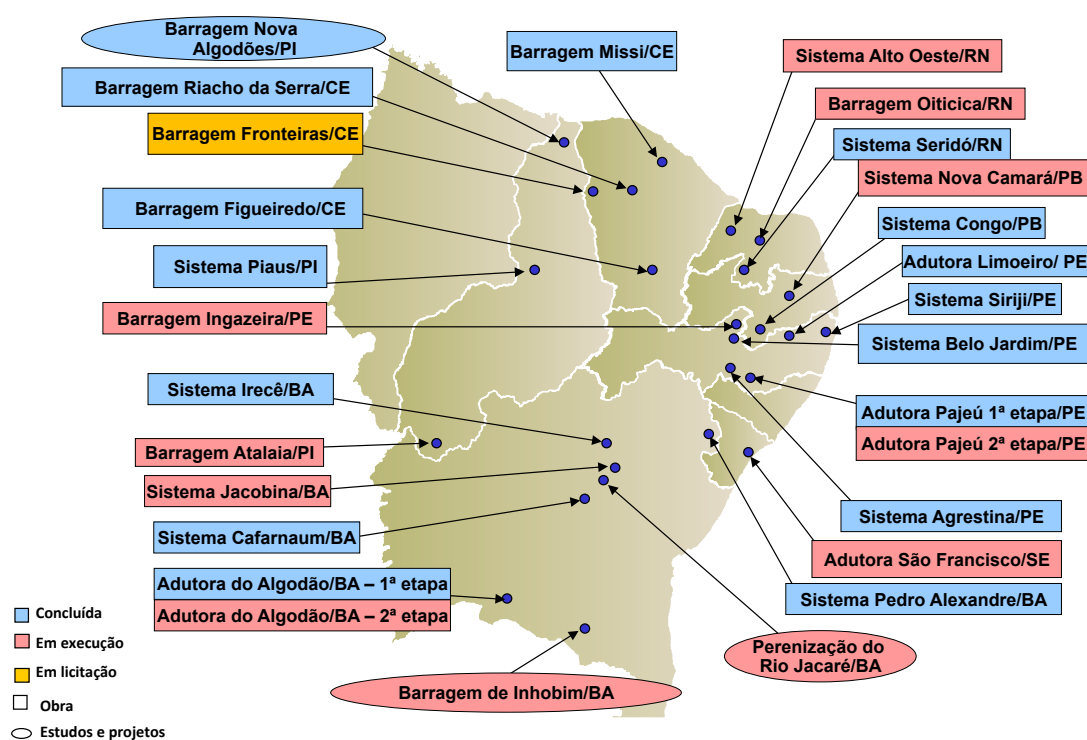 Barragem Nova
Algodões/PI
Barragem Missi/CE
Sistema Alto Oeste/RN
Barragem Riacho da Serra/CE
Barragem Oiticica/RN
Barragem Fronteiras/CE
Sistema Seridó/RN
Sistema Nova Camará/PB
Barragem Figueiredo/CE
Sistema Congo/PB
Sistema Piaus/PI
Adutora Limoeiro/ PE
Sistema Siriji/PE
Barragem Ingazeira/PE
Sistema Belo Jardim/PE
Sistema Irecê/BA
Adutora Pajeú 1ª etapa/PE
Adutora Pajeú 2ª etapa/PE
Barragem Atalaia/PI
Sistema Jacobina/BA
Sistema Agrestina/PE
Sistema Cafarnaum/BA
Adutora São Francisco/SE
Adutora do Algodão/BA – 1ª etapa
Adutora do Algodão/BA – 2ª etapa
Sistema Pedro Alexandre/BA
Perenização do
Rio Jacaré/BA
Barragem de Inhobim/BA
Concluída
Em execução
Em licitação
Obra
Estudos e projetos